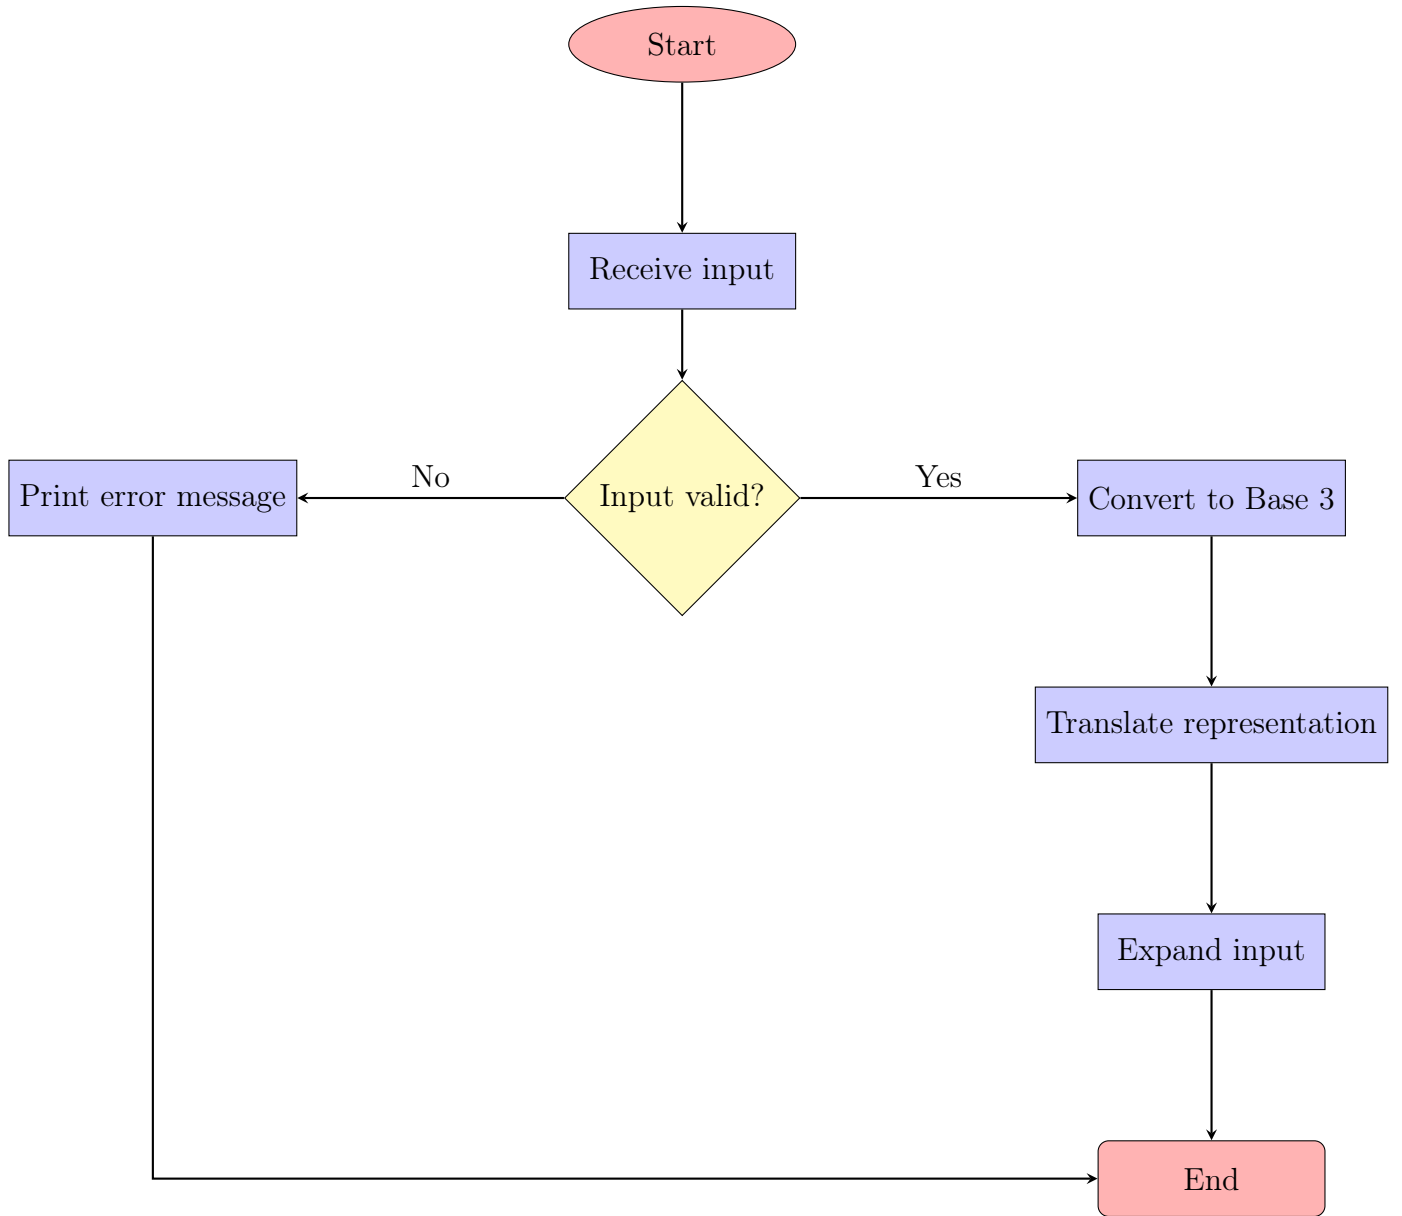 Start
Receive input
No
Yes
Print error message
Input valid?
Convert to Base 3
Translate representation
Expand input
End